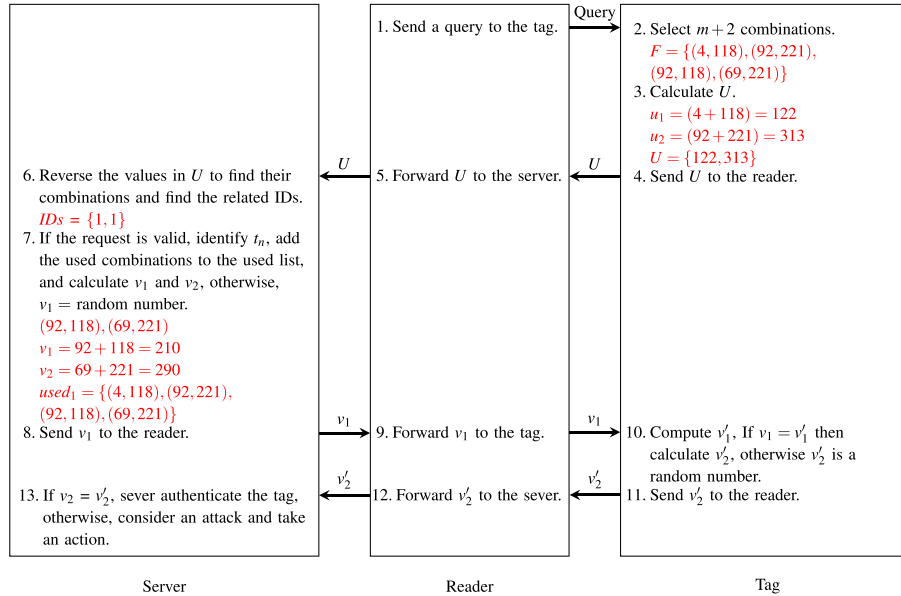 Query
1. Send a query to the tag.
2. Select m + 2 combinations.
F = {(4,118),(92,221),
(92,118),(69,221)}
3. Calculate U.
u₁ = (4+118) = 122
u₂ = (92+221) = 313
U = {122,313}
4. Send U to the reader.
U
5. Forward U to the server.
U
6. Reverse the values in U to find their
combinations and find the related IDs.
IDs = {1,1}
7. If the request is valid, identify tₙ, add
the used combinations to the used list,
and calculate v₁ and v₂, otherwise,
v₁ = random number.
(92,118),(69,221)
v₁ = 92+118 = 210
v₂ = 69+221 = 290
used₁ = {(4,118),(92,221),
(92,118),(69,221)}
8. Send v₁ to the reader.
v₁
9. Forward v₁ to the tag.
v₁
10. Compute v′₁, If v₁ = v′₁ then
calculate v′₂, otherwise v′₂ is a
random number.
11. Send v′₂ to the reader.
v′₂
12. Forward v′₂ to the sever.
v′₂
13. If v₂ = v′₂, sever authenticate the tag,
otherwise, consider an attack and take
an action.
Server
Reader
Tag